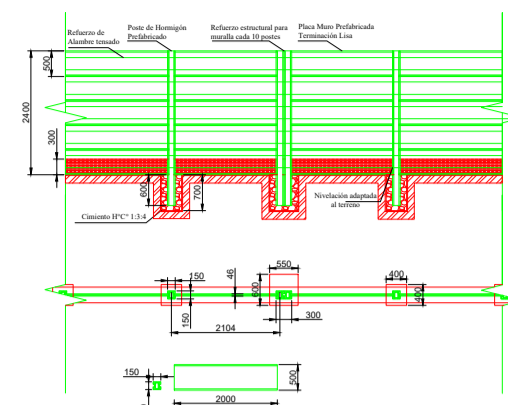 Refuerzo de
Alambre tensado
Poste de Hormigón
Prefabricado
Refuerzo estructural para
muralla cada 10 postes
Placa Muro Prefabricada
Terminación Lisa
500
2400
300
600
700
Cimiento H°C° 1:3:4
Nivelación adaptada
al terreno
150
46
550
400
600
400
150
300
2104
150
500
2000